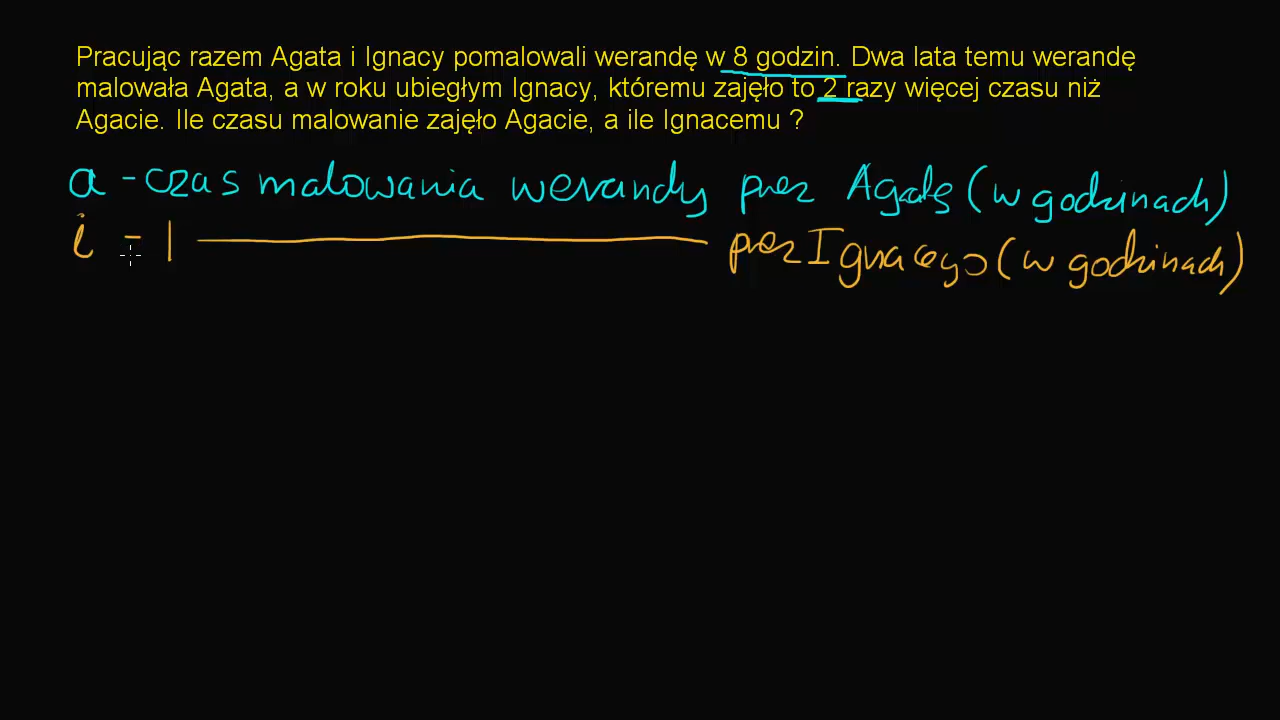 Pracując razem Agata i Ignacy pomalowali werandę w 8 godzin. Dwa lata temu werandę
malowała Agata, a w roku ubiegłym Ignacy, któremu zajęło to 2 razy więcej czasu niż
Agacie. Ile czasu malowanie zajęło Agacie, a ile Ignacemu ?
a - czas malowania werandy przez Agatę (w godzinach)
i - | — przez Ignacego (w godzinach)